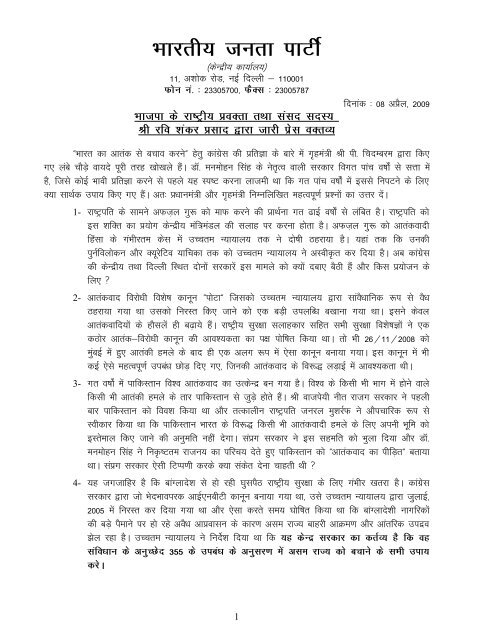 भारतीय जनता पार्टी
(केन्द्रीय कार्यालय)
11, अशोक रोड, नई दिल्ली – 110001
फोन नं. : 23305700, फैक्स : 23005787
दिनांक : 08 अप्रैल, 2009
भाजपा के राष्ट्रीय प्रवक्ता तथा संसद सदस्य
श्री रवि शंकर प्रसाद द्वारा जारी प्रेस वक्तव्य
"भारत का आतंक से बचाव करने" हेतु कांग्रेस की प्रतिज्ञा के बारे में गृहमंत्री श्री पी. चिदम्बरम द्वारा किए
गए लंबे चौड़े वायदे पूरी तरह खोखले हैं। डॉ. मनमोहन सिंह के नेतृत्व वाली सरकार विगत पांच वर्षों से सत्ता में
है, जिसे कोई भावी प्रतिज्ञा करने से पहले यह स्पष्ट करना लाजमी था कि गत पांच वर्षों में इससे निपटने के लिए
क्या सार्थक उपाय किए गए हैं। अतः प्रधानमंत्री और गृहमंत्री निम्नलिखित महत्वपूर्ण प्रश्नों का उत्तर दें।
1- राष्ट्रपति के सामने अफज़ल गुरू को माफ करने की प्रार्थना गत ढाई वर्षों से लंबित है। राष्ट्रपति को
इस शक्ति का प्रयोग केन्द्रीय मंत्रिमंडल की सलाह पर करना होता है। अफज़ल गुरू को आतंकवादी
हिंसा के गंभीरतम केस में उच्चतम न्यायालय तक ने दोषी ठहराया है। यहां तक कि उनकी
पुर्नविलोकन और क्यूरेटिव याचिका तक को उच्चतम न्यायालय ने अस्वीकृत कर दिया है। अब कांग्रेस
की केन्द्रीय तथा दिल्ली स्थित दोनों सरकारें इस मामले को क्यों दबाए बैठी हैं और किस प्रयोजन के
लिए ?
2- आतंकवाद विरोधी विशेष कानून "पोटा" जिसको उच्चतम न्यायालय द्वारा सांविधानिक रूप से वैध
ठहराया गया था उसको निरस्त किए जाने को एक बड़ी उपलब्धि बखाना गया था। इसने केवल
आतंकवादियों के हौसलें ही बढ़ाये हैं। राष्ट्रीय सुरक्षा सलाहकार सहित सभी सुरक्षा विशेषज्ञों ने एक
कठोर आतंक–विरोधी कानून की आवश्यकता का पक्ष पोषित किया था। तो भी 26/11/2008 को
मुंबई में हुए आतंकी हमले के बाद ही एक अलग रूप में ऐसा कानून बनाया गया। इस कानून में भी
कई ऐसे महत्वपूर्ण उपबंध छोड़ दिए गए, जिनकी आतंकवाद के विरूद्ध लड़ाई में आवश्यकता थी।
3- गत वर्षों में पाकिस्तान विश्व आतंकवाद का उत्केन्द्र बन गया है। विश्व के किसी भी भाग में होने वाले
किसी भी आतंकी हमले के तार पाकिस्तान से जुड़े होते हैं। श्री वाजपेयी नीत राजग सरकार ने पहली
बार पाकिस्तान को विवश किया था और तत्कालीन राष्ट्रपति जनरल मुशर्रफ ने औपचारिक रूप से
स्वीकार किया था कि पाकिस्तान भारत के विरूद्ध किसी भी आतंकवादी हमले के लिए अपनी भूमि को
इस्तेमाल किए जाने की अनुमति नहीं देगा। संप्रग सरकार ने इस सहमति को भुला दिया और डॉ.
मनमोहन सिंह ने निकृष्टतम राजनय का परिचय देते हुए पाकिस्तान को "आतंकवाद का पीड़ित" बताया
था। संप्रग सरकार ऐसी टिप्पणी करके क्या संकेत देना चाहती थी ?
4- यह जगजाहिर है कि बांग्लादेश से हो रही घुसपैठ राष्ट्रीय सुरक्षा के लिए गंभीर खतरा है। कांग्रेस
सरकार द्वारा जो भेदभावपरक आईएमडीटी कानून बनाया गया था, उसे उच्चतम न्यायालय द्वारा जुलाई,
2005 में निरस्त कर दिया गया था और ऐसा करते समय घोषित किया था कि बांग्लादेशी नागरिकों
की बड़े पैमाने पर हो रहे अवैध आप्रवासन के कारण असम राज्य बाहरी आक्रमण और आंतरिक उपद्रव
झेल रहा है। उच्चतम न्यायालय ने निर्देश दिया था कि यह केन्द्र सरकार का कर्तव्य है कि वह
संविधान के अनुच्छेद 355 के उपबंध के अनुसरण में असम राज्य को बचाने के सभी उपाय
करे।
1